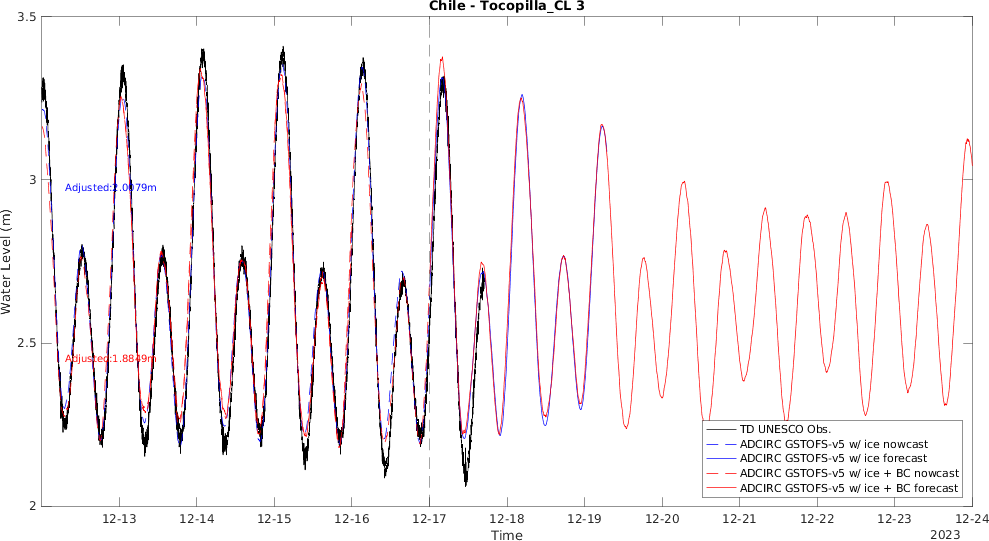 Chile - Tocopilla_CL 3
3.5
3
2.5
2
Water Level (m)
Adjusted:2.0079m
Adjusted:1.8849m
TD UNESCO Obs.
ADCIRC GSTOFS-v5 w/ ice nowcast
ADCIRC GSTOFS-v5 w/ ice forecast
ADCIRC GSTOFS-v5 w/ ice + BC nowcast
ADCIRC GSTOFS-v5 w/ ice + BC forecast
12-13 12-14 12-15 12-16 12-17 12-18 12-19 12-20 12-21 12-22 12-23 12-24
Time
2023